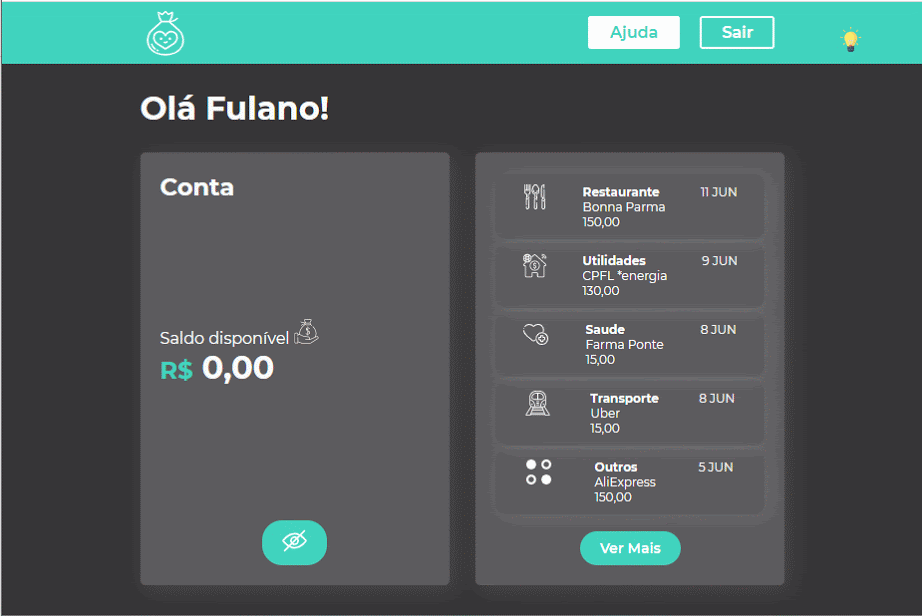 Ajuda
Sair
Olá Fulano!
Conta
Saldo disponível
R$ 0,00
Restaurante 11 JUN
Bonna Parma
150,00
Utilidades 9 JUN
CPFL *energia
130,00
Saude 8 JUN
Farma Ponte
15,00
Transporte 8 JUN
Uber
15,00
Outros 5 JUN
AliExpress
150,00
Ver Mais